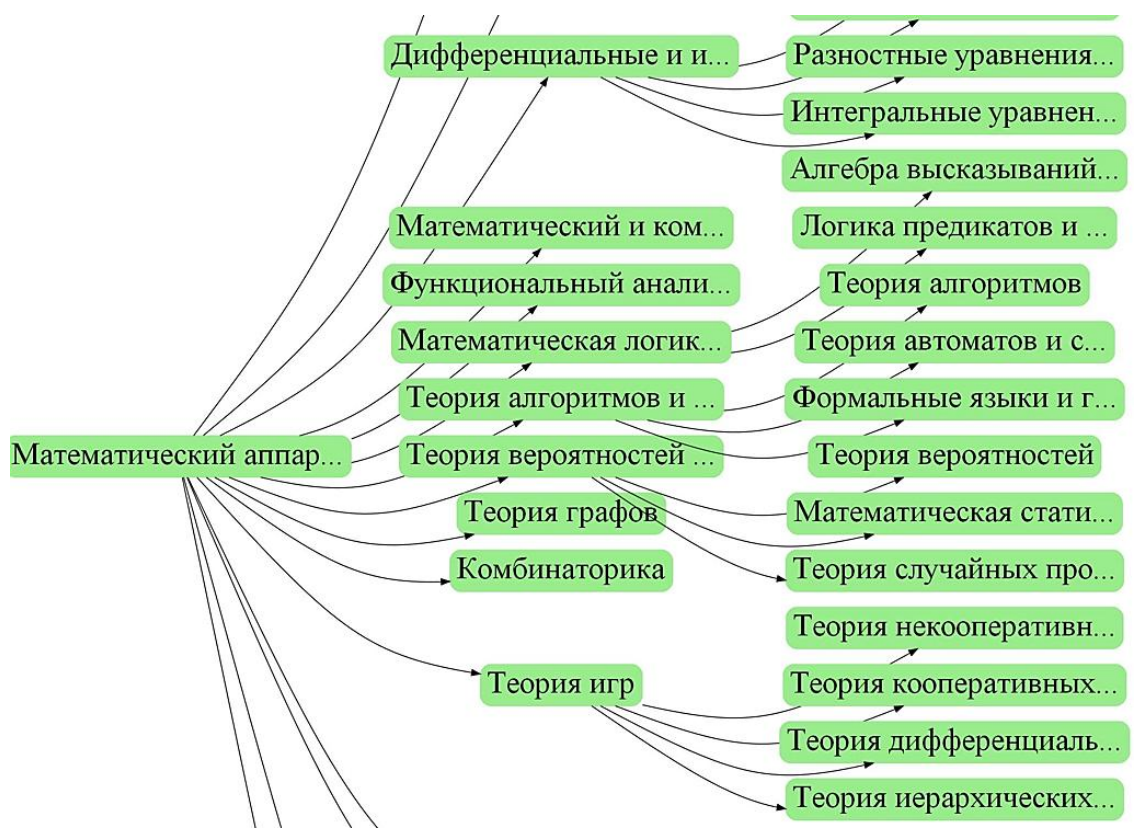 Дифференциальные и и...
Разностные уравнения...
Интегральные уравнен...
Алгебра высказываний...
Математический и ком...
Логика предикатов и ...
Функциональный анали...
Теория алгоритмов
Математическая логик...
Теория автоматов и с...
Теория алгоритмов и ...
Формальные языки и г...
Математический аппар...
Теория вероятностей ...
Теория вероятностей
Теория графов
Математическая стати...
Комбинаторика
Теория случайных про...
Теория некооперативн...
Теория игр
Теория кооперативных...
Теория дифференциаль...
Теория иерархических...